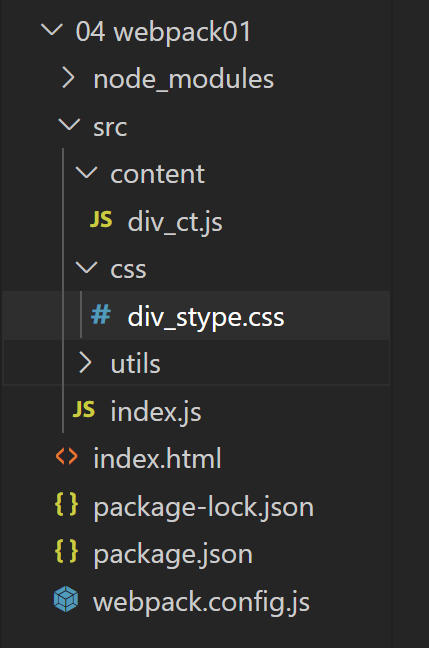 04 webpack01
node_modules
src
content
JS div_ct.js
css
# div_stype.css
utils
JS index.js
<> index.html
{} package-lock.json
{} package.json
webpack.config.js